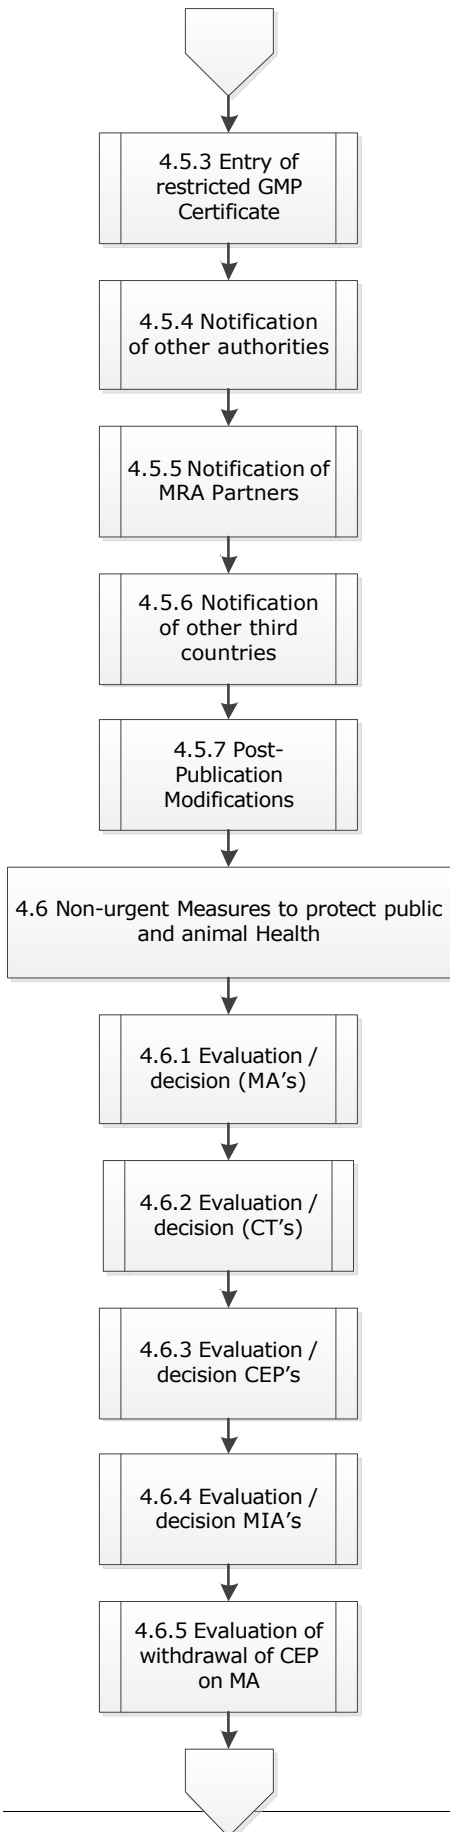 4.5.3 Entry of
restricted GMP
Certificate
4.5.4 Notification
of other authorities
4.5.5 Notification of
MRA Partners
4.5.6 Notification
of other third
countries
4.5.7 Post-
Publication
Modifications
4.6 Non-urgent Measures to protect public
and animal Health
4.6.1 Evaluation /
decision (MA’s)
4.6.2 Evaluation /
decision (CT’s)
4.6.3 Evaluation /
decision CEP’s
4.6.4 Evaluation /
decision MIA’s
4.6.5 Evaluation of
withdrawal of CEP
on MA